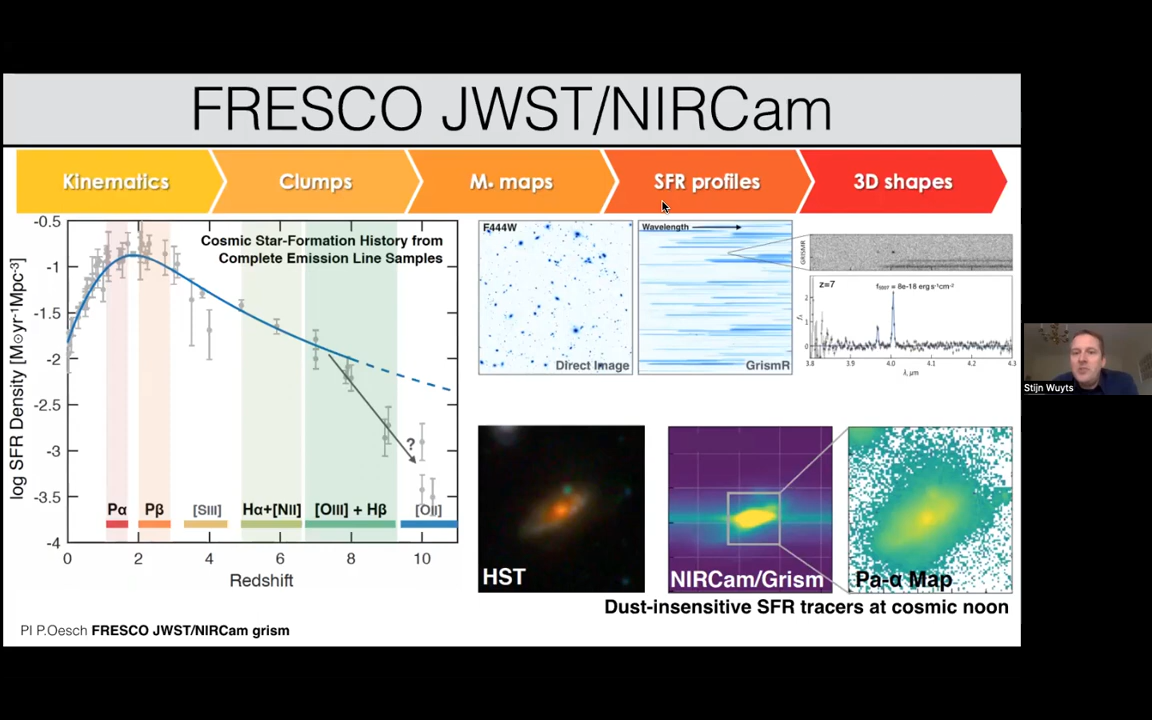 FRESCO JWST/NIRCam
Kinematics
Clumps
M* maps
SFR profiles
3D shapes
-0.5
-1
-1.5
-2
-2.5
-3
-3.5
-4
log SFR Density [M⊙yr⁻¹Mpc⁻³]
Cosmic Star-Formation History from
Complete Emission Line Samples
?
Pα
Pβ
[SIII]
Hα+[NII]
[OIII] + Hβ
[OII]
0
2
4
6
8
10
Redshift
F444W
Direct Image
Wavelength
GrismR
GRISMR
z=7
2
1
0
3.8
3.9
4.0
4.1
4.2
4.3
λ, μm
HST
NIRCam/Grism
Pa-α Map
Dust-insensitive SFR tracers at cosmic noon
PI P.Oesch FRESCO JWST/NIRCam grism
Stijn Wuyts